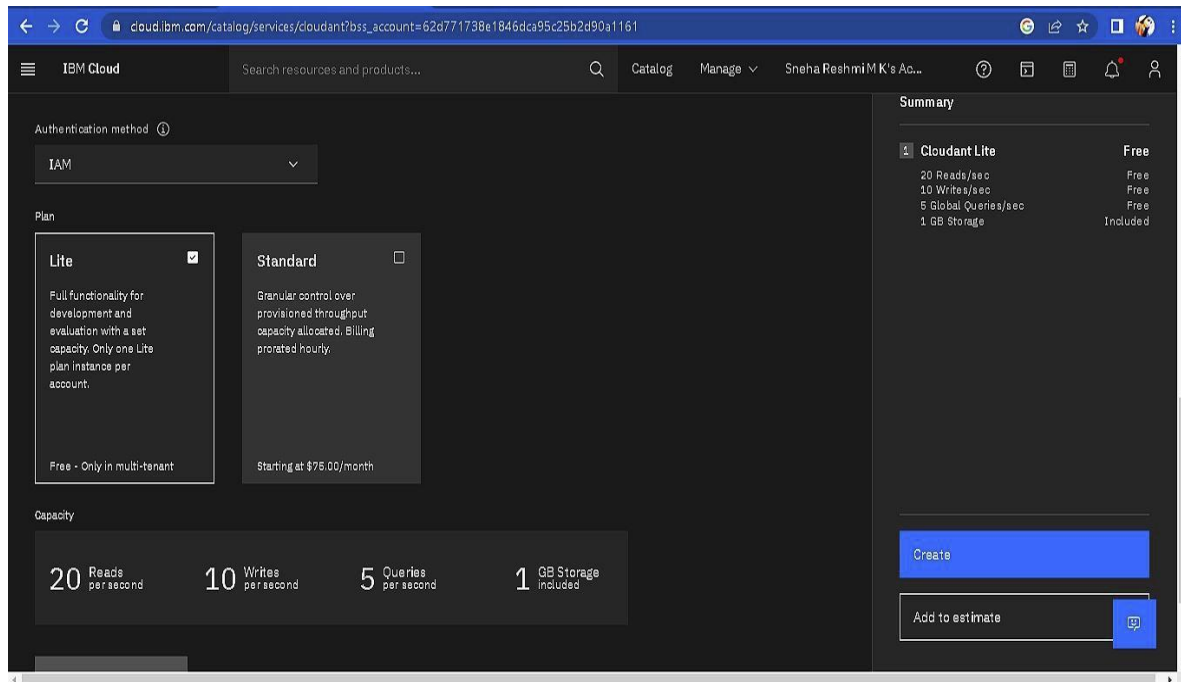 cloud.ibm.com/catalog/services/cloudant?bss_account=62d771738e1846dca95c25b2d90a1161
IBM Cloud
Search resources and products...
Catalog
Manage
Sneha Reshmi M K's Ac...
Authentication method
IAM
Plan
Lite
Full functionality for
development and
evaluation with a set
capacity. Only one Lite
plan instance per
account.
Free - Only in multi-tenant
Standard
Granular control over
provisioned throughput
capacity allocated. Billing
prorated hourly.
Starting at $75.00/month
Capacity
20 Reads per second
10 Writes per second
5 Queries per second
1 GB Storage included
Summary
1 Cloudant Lite Free
20 Reads/sec Free
10 Writes/sec Free
5 Global Queries/sec Free
1 GB Storage Included
Create
Add to estimate